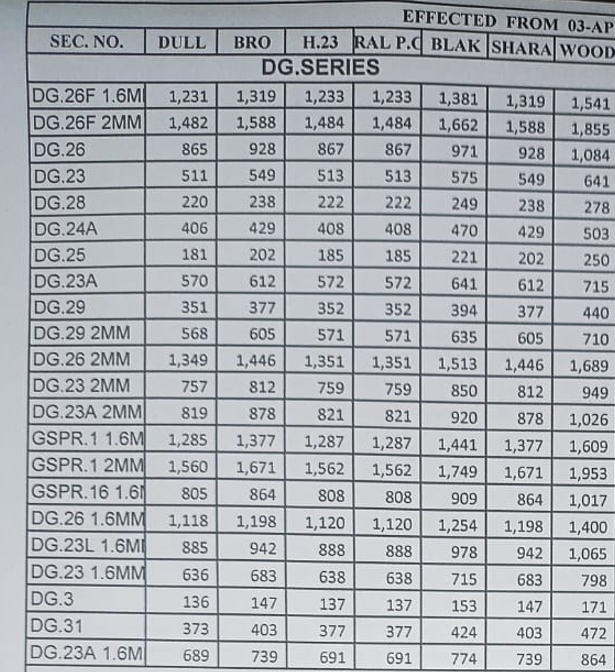 EFFECTED FROM 03-AP
SEC. NO. DULL BRO H.23 RAL P.C BLAK SHARA WOOD
DG.SERIES
DG.26F 1.6M 1,231 1,319 1,233 1,233 1,381 1,319 1,541
DG.26F 2MM 1,482 1,588 1,484 1,484 1,662 1,588 1,855
DG.26 865 928 867 867 971 928 1,084
DG.23 511 549 513 513 575 549 641
DG.28 220 238 222 222 249 238 278
DG.24A 406 429 408 408 470 429 503
DG.25 181 202 185 185 221 202 250
DG.23A 570 612 572 572 641 612 715
DG.29 351 377 352 352 394 377 440
DG.29 2MM 568 605 571 571 635 605 710
DG.26 2MM 1,349 1,446 1,351 1,351 1,513 1,446 1,689
DG.23 2MM 757 812 759 759 850 812 949
DG.23A 2MM 819 878 821 821 920 878 1,026
GSPR.1 1.6M 1,285 1,377 1,287 1,287 1,441 1,377 1,609
GSPR.1 2MM 1,560 1,671 1,562 1,562 1,749 1,671 1,953
GSPR.16 1.6M 805 864 808 808 909 864 1,017
DG.26 1.6MM 1,118 1,198 1,120 1,120 1,254 1,198 1,400
DG.23L 1.6M 885 942 888 888 978 942 1,065
DG.23 1.6MM 636 683 638 638 715 683 798
DG.3 136 147 137 137 153 147 171
DG.31 373 403 377 377 424 403 472
DG.23A 1.6M 689 739 691 691 774 739 864